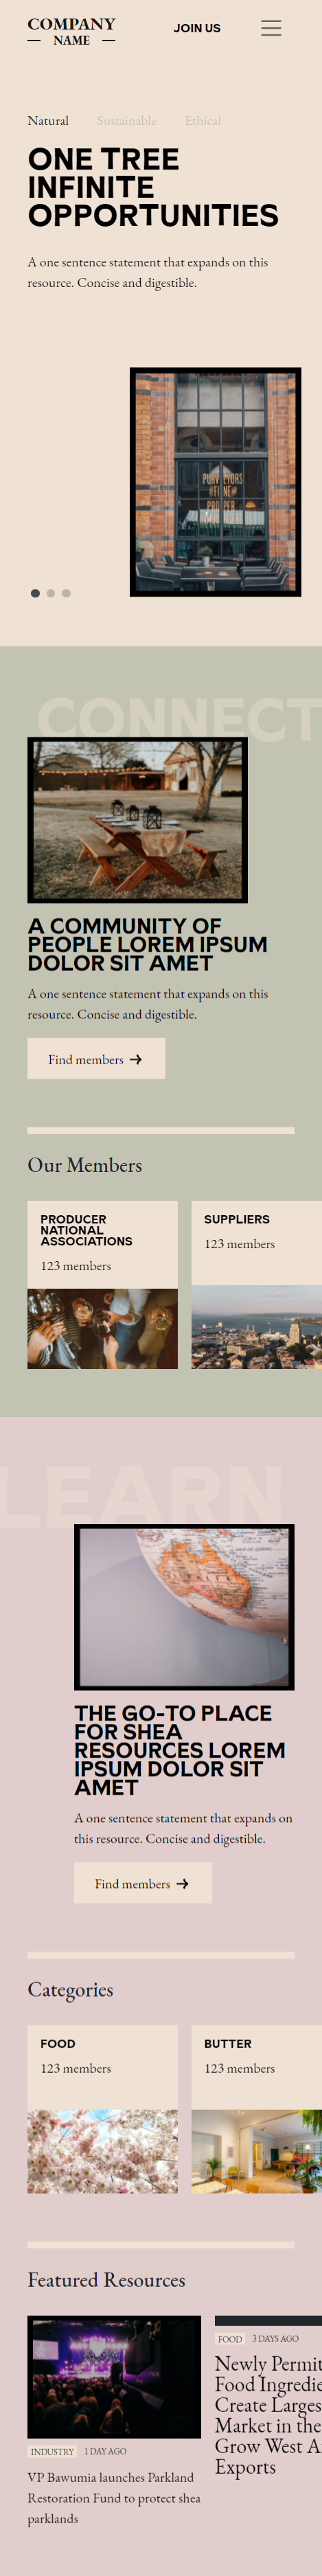 COMPANY
NAME
JOIN US
Natural Sustainable Ethical
ONE TREE
INFINITE
OPPORTUNITIES
A one sentence statement that expands on this
resource. Concise and digestible.
PURVEYORS
OF FINE
PROPER
CONNECT
A COMMUNITY OF
PEOPLE LOREM IPSUM
DOLOR SIT AMET
A one sentence statement that expands on this
resource. Concise and digestible.
Find members
Our Members
PRODUCER
NATIONAL
ASSOCIATIONS
123 members
SUPPLIERS
123 members
LEARN
THE GO-TO PLACE
FOR SHEA
RESOURCES LOREM
IPSUM DOLOR SIT
AMET
A one sentence statement that expands on
this resource. Concise and digestible.
Find members
Categories
FOOD
123 members
BUTTER
123 members
Featured Resources
INDUSTRY 1 DAY AGO
VP Bawumia launches Parkland
Restoration Fund to protect shea
parklands
FOOD 3 DAYS AGO
Newly Permit
Food Ingredie
Create Larges
Market in the
Grow West A
Exports